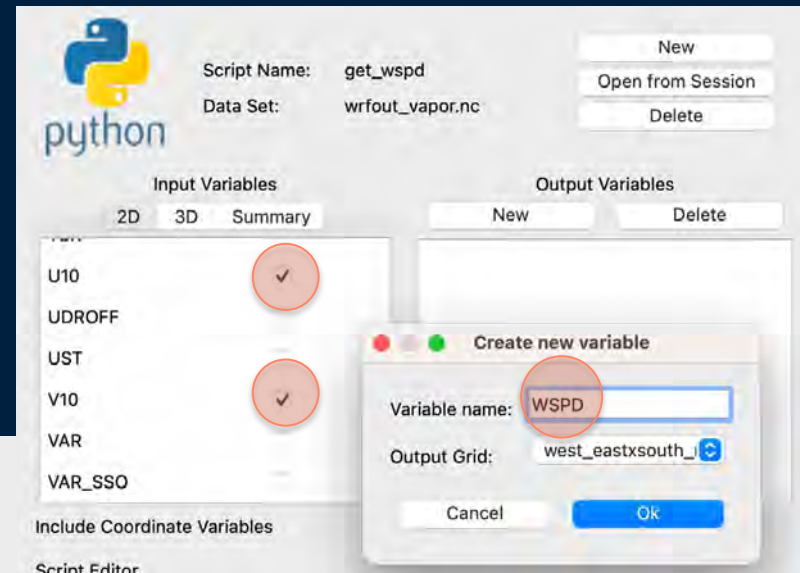 python
Script Name: get_wspd
Data Set: wrfout_vapor.nc
New
Open from Session
Delete
Input Variables
2D 3D Summary
Output Variables
New Delete
U10
UDROFF
UST
V10
VAR
VAR_SSO
Create new variable
Variable name: WSPD
Output Grid: west_eastxsouth_
Cancel Ok
Include Coordinate Variables
Script Editor